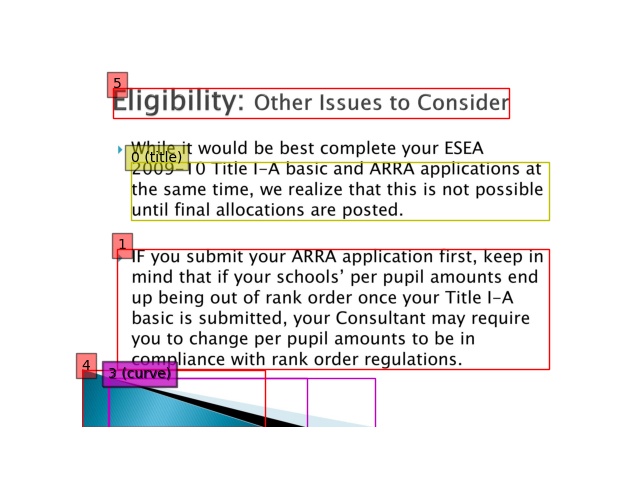 5
Eligibility: Other Issues to Consider
While it would be best complete your ESEA
0 (title)
2009-10 Title I-A basic and ARRA applications at
the same time, we realize that this is not possible
until final allocations are posted.
1
IF you submit your ARRA application first, keep in
mind that if your schools' per pupil amounts end
up being out of rank order once your Title I-A
basic is submitted, your Consultant may require
you to change per pupil amounts to be in
compliance with rank order regulations.
4
3 (curve)